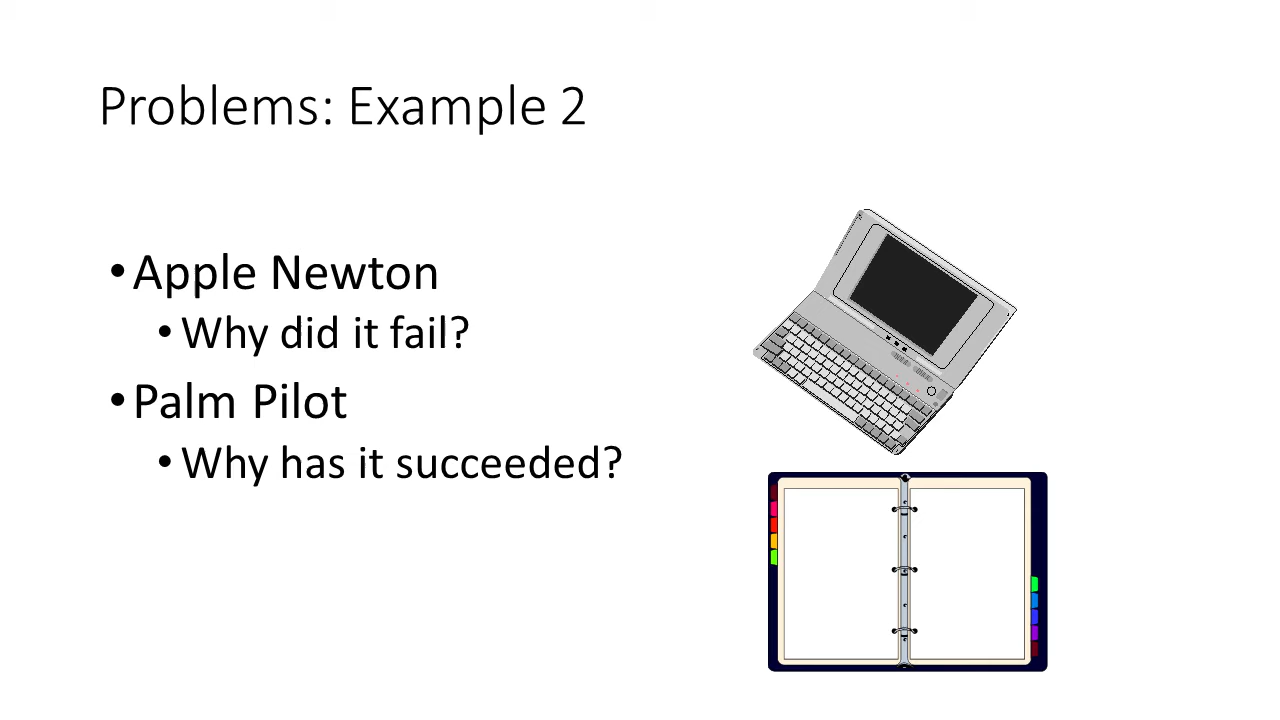 Problems: Example 2
•Apple Newton
•Why did it fail?
•Palm Pilot
•Why has it succeeded?